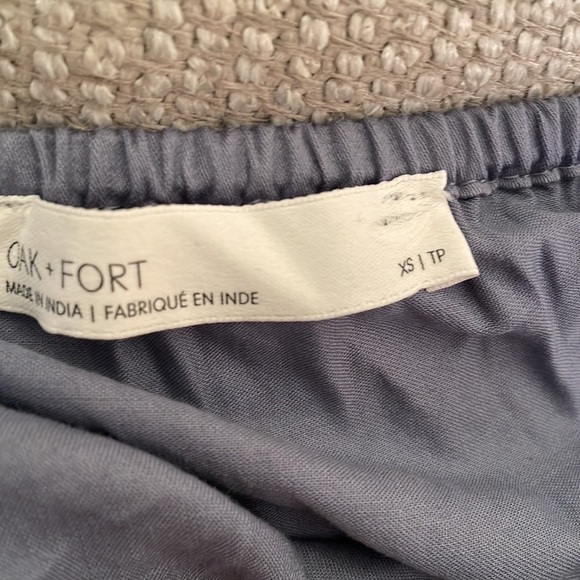 OAK + FORT
MADE IN INDIA | FABRIQUÉ EN INDE
XS | TP